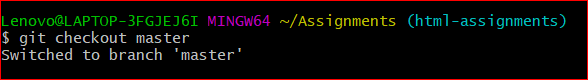 Lenovo@LAPTOP-3FGJEJ6I MINGW64 ~/Assignments (html-assignments)
$ git checkout master
Switched to branch 'master'